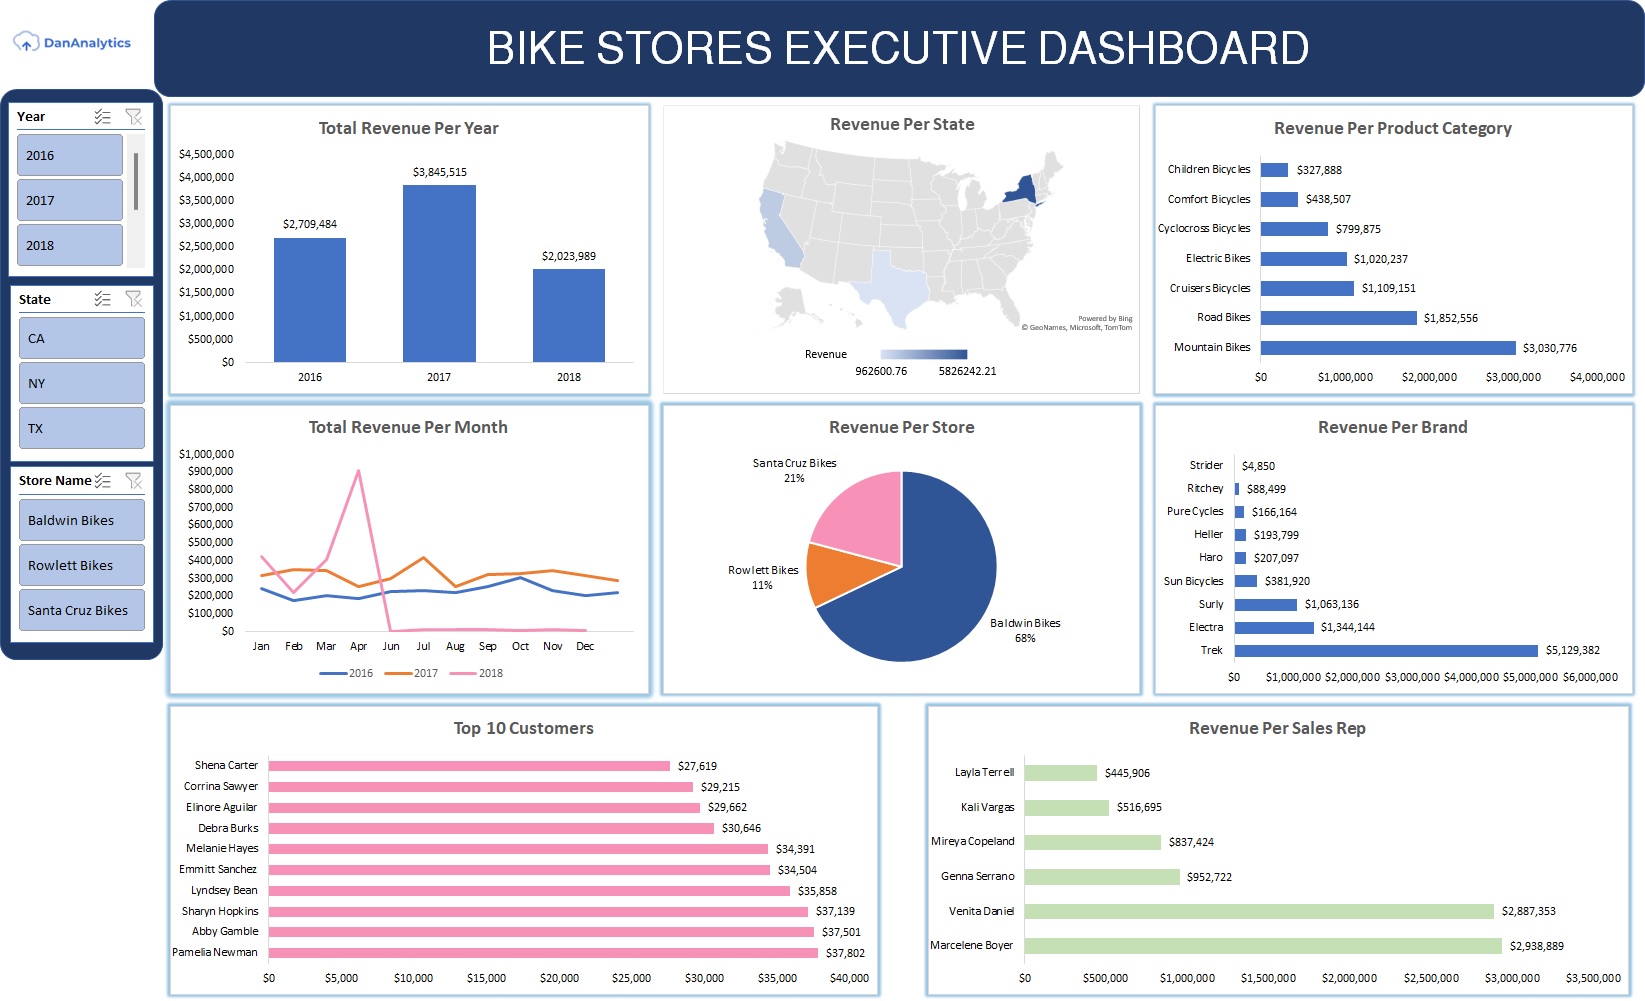 DanAnalytics
BIKE STORES EXECUTIVE DASHBOARD
Year
2016
2017
2018
State
CA
NY
TX
Store Name
Baldwin Bikes
Rowlett Bikes
Santa Cruz Bikes
Total Revenue Per Year
$4,500,000
$4,000,000
$3,500,000
$3,000,000
$2,500,000
$2,000,000
$1,500,000
$1,000,000
$500,000
$0
$2,709,484
$3,845,515
$2,023,989
2016 2017 2018
Revenue Per State
Powered by Bing
© GeoNames, Microsoft, TomTom
Revenue
962600.76 5826242.21
Revenue Per Product Category
Children Bicycles $327,888
Comfort Bicycles $438,507
Cyclocross Bicycles $799,875
Electric Bikes $1,020,237
Cruisers Bicycles $1,109,151
Road Bikes $1,852,556
Mountain Bikes $3,030,776
$0 $1,000,000 $2,000,000 $3,000,000 $4,000,000
Total Revenue Per Month
$1,000,000
$900,000
$800,000
$700,000
$600,000
$500,000
$400,000
$300,000
$200,000
$100,000
$0
Jan Feb Mar Apr Jun Jul Aug Sep Oct Nov Dec
2016 2017 2018
Revenue Per Store
Santa Cruz Bikes
21%
Rowlett Bikes
11%
Baldwin Bikes
68%
Revenue Per Brand
Strider $4,850
Ritchey $88,499
Pure Cycles $166,164
Heller $193,799
Haro $207,097
Sun Bicycles $381,920
Surly $1,063,136
Electra $1,344,144
Trek $5,129,382
$0 $1,000,000 $2,000,000 $3,000,000 $4,000,000 $5,000,000 $6,000,000
Top 10 Customers
Shena Carter $27,619
Corrina Sawyer $29,215
Elinore Aguilar $29,662
Debra Burks $30,646
Melanie Hayes $34,391
Emmitt Sanchez $34,504
Lyndsey Bean $35,858
Sharyn Hopkins $37,139
Abby Gamble $37,501
Pamelia Newman $37,802
$0 $5,000 $10,000 $15,000 $20,000 $25,000 $30,000 $35,000 $40,000
Revenue Per Sales Rep
Layla Terrell $445,906
Kali Vargas $516,695
Mireya Copeland $837,424
Genna Serrano $952,722
Venita Daniel $2,887,353
Marcelene Boyer $2,938,889
$0 $500,000 $1,000,000 $1,500,000 $2,000,000 $2,500,000 $3,000,000 $3,500,000